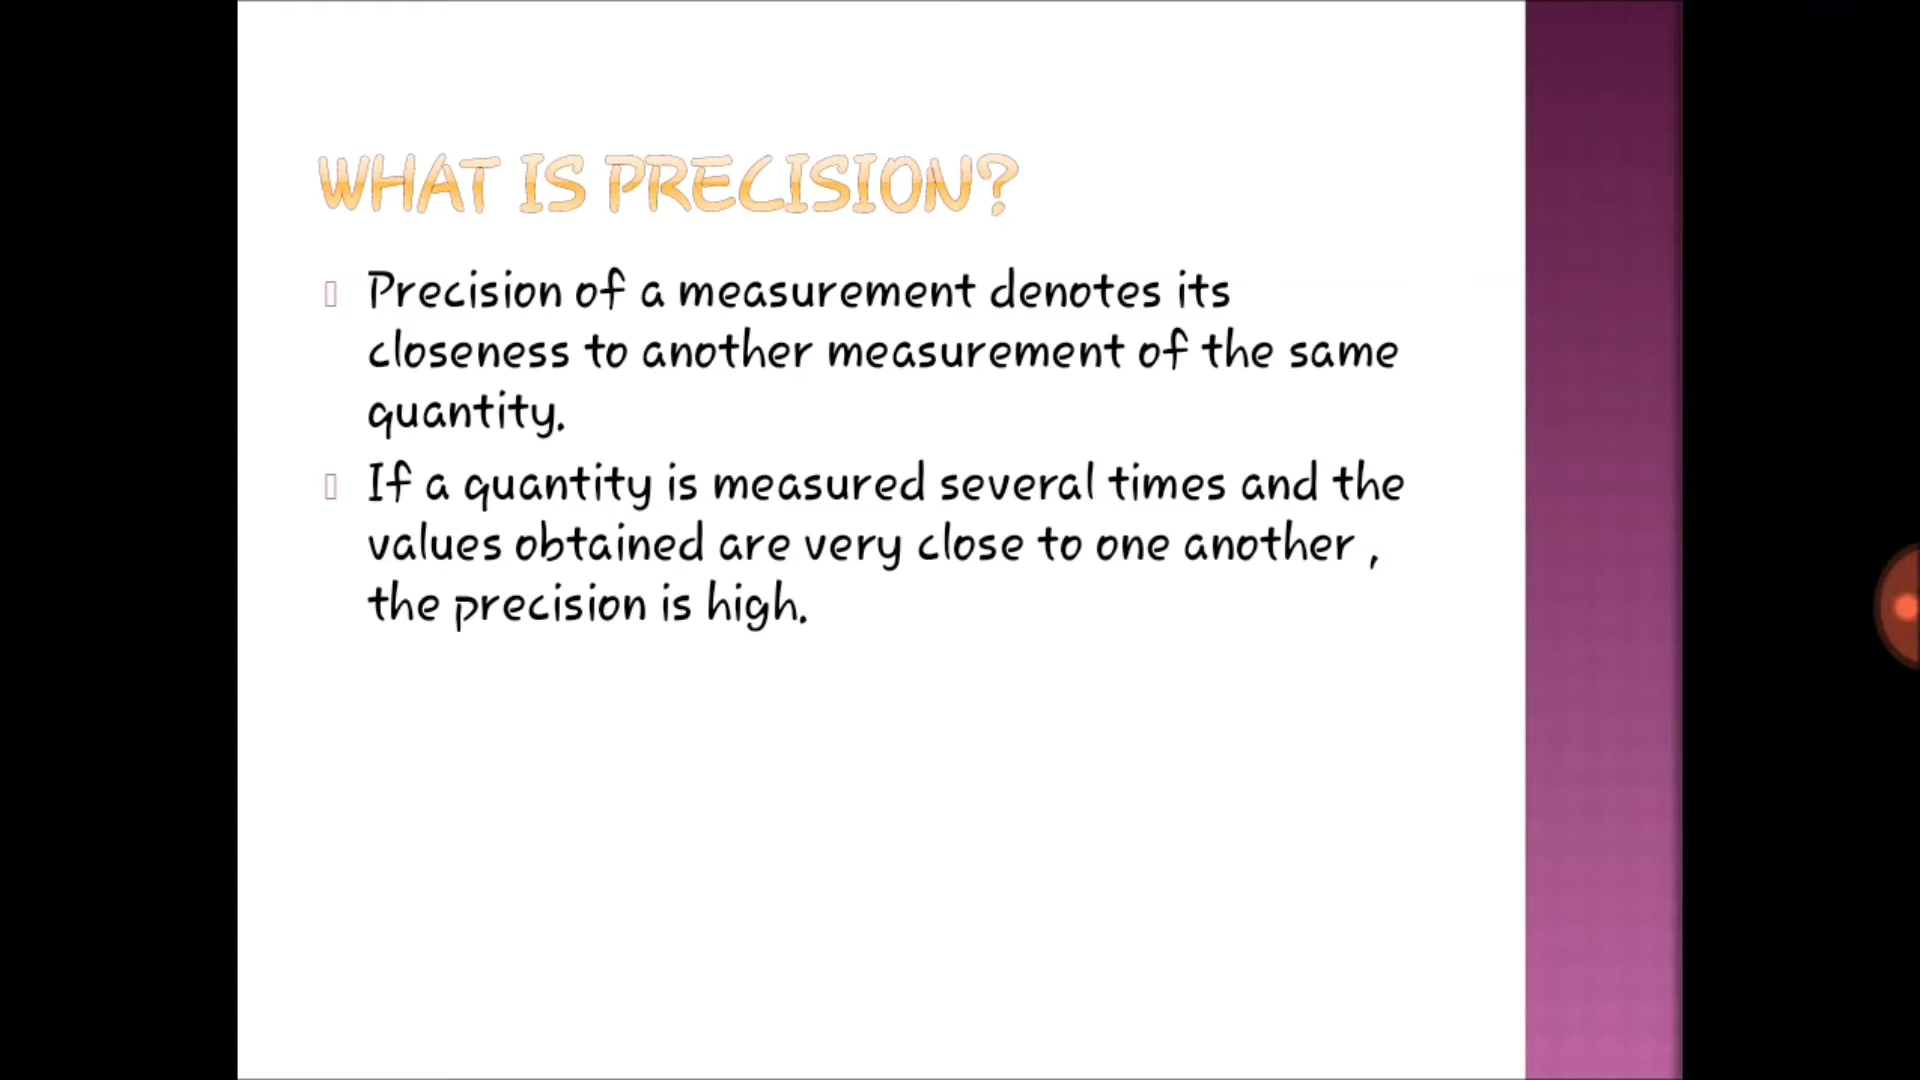 WHAT IS PRECISION?
Precision of a measurement denotes its
closeness to another measurement of the same
quantity.
If a quantity is measured several times and the
values obtained are very close to one another ,
the precision is high.